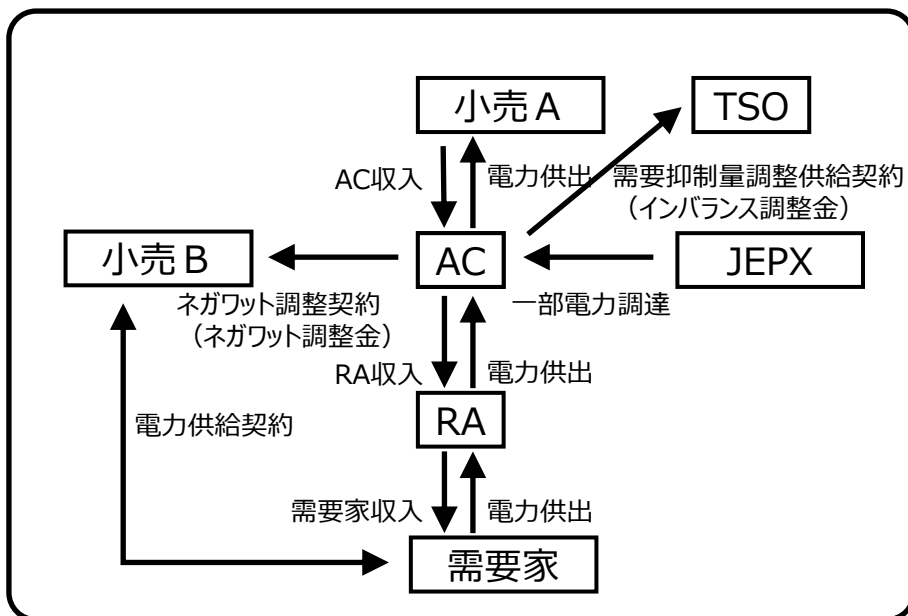 小売A
TSO
AC収入
電力供出
需要抑制量調整供給契約
（インバランス調整金）
小売B
AC
JEPX
ネガワット調整契約
（ネガワット調整金）
一部電力調達
RA収入
電力供出
RA
電力供給契約
需要家収入
電力供出
需要家